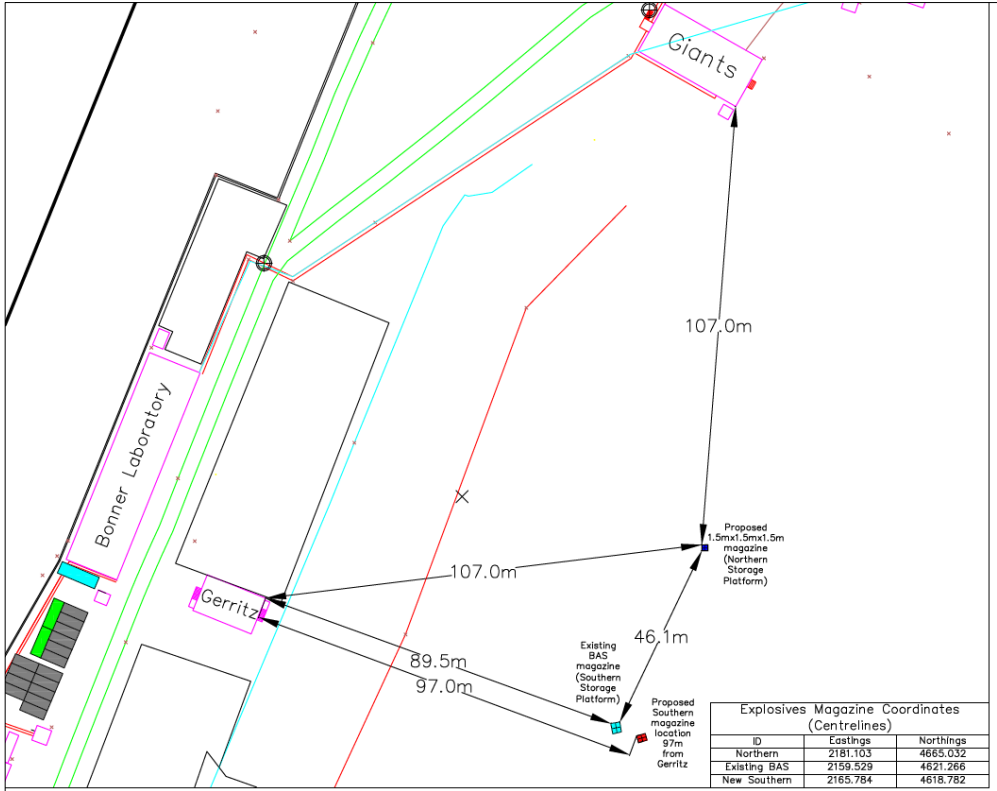 Giants
107.0m
Bonner Laboratory
Proposed
1.5mx1.5mx1.5m
magazine
(Northern
Storage
Platform)
107.0m
Gerritz
46.1m
89.5m
97.0m
Existing
BAS
magazine
(Southern
Storage
Platform)
Proposed
Southern
magazine
location
97m
from
Gerritz
Explosives Magazine Coordinates
(Centrelines)
ID Eastings Northings
Northern 2181.103 4665.032
Existing BAS 2159.529 4621.266
New Southern 2165.784 4618.782